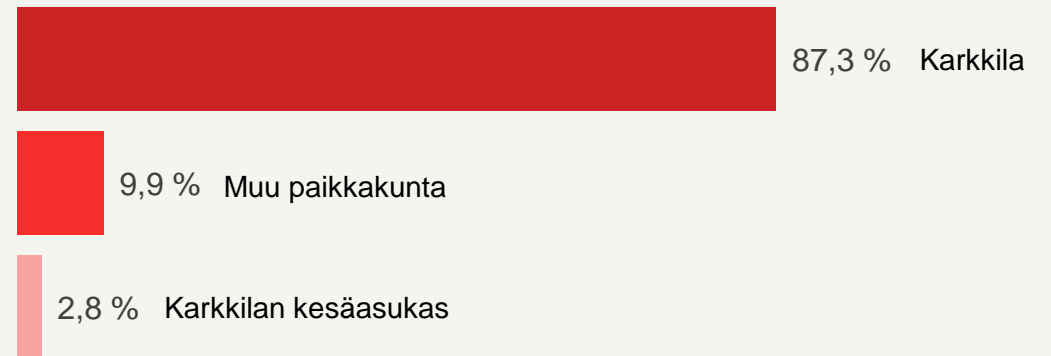 87,3 % Karkkila
9,9 % Muu paikkakunta
2,8 % Karkkilan kesäasukas